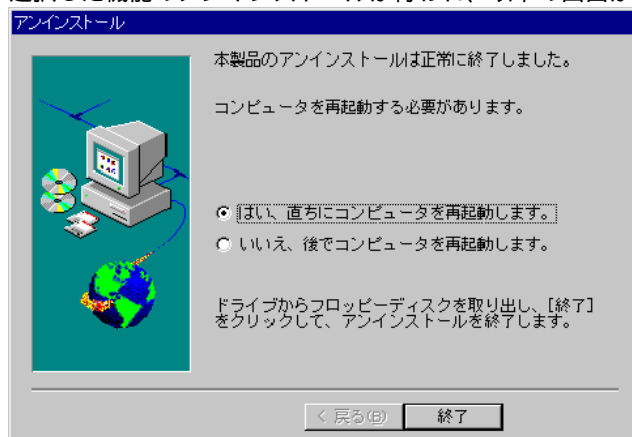 アンインストール
本製品のアンインストールは正常に終了しました。
コンピュータを再起動する必要があります。
はい、直ちにコンピュータを再起動します。
いいえ、後でコンピュータを再起動します。
ドライブからフロッピーディスクを取り出し、[終了]
をクリックして、アンインストールを終了します。
< 戻る(B)
終了